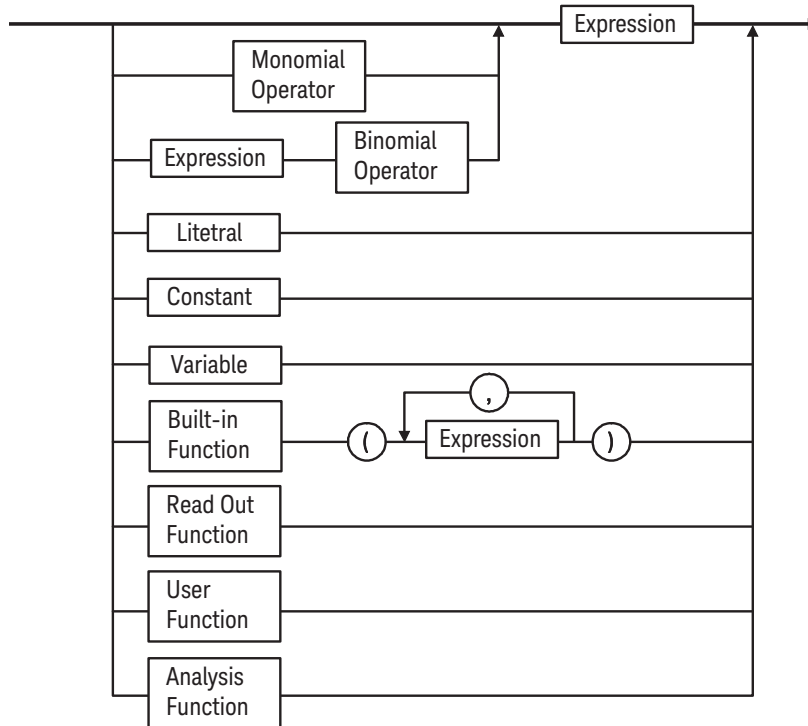 Expression
Monomial
Operator
Expression
Binomial
Operator
Litetral
Constant
Variable
,
Built-in
Function
(
Expression
)
Read Out
Function
User
Function
Analysis
Function